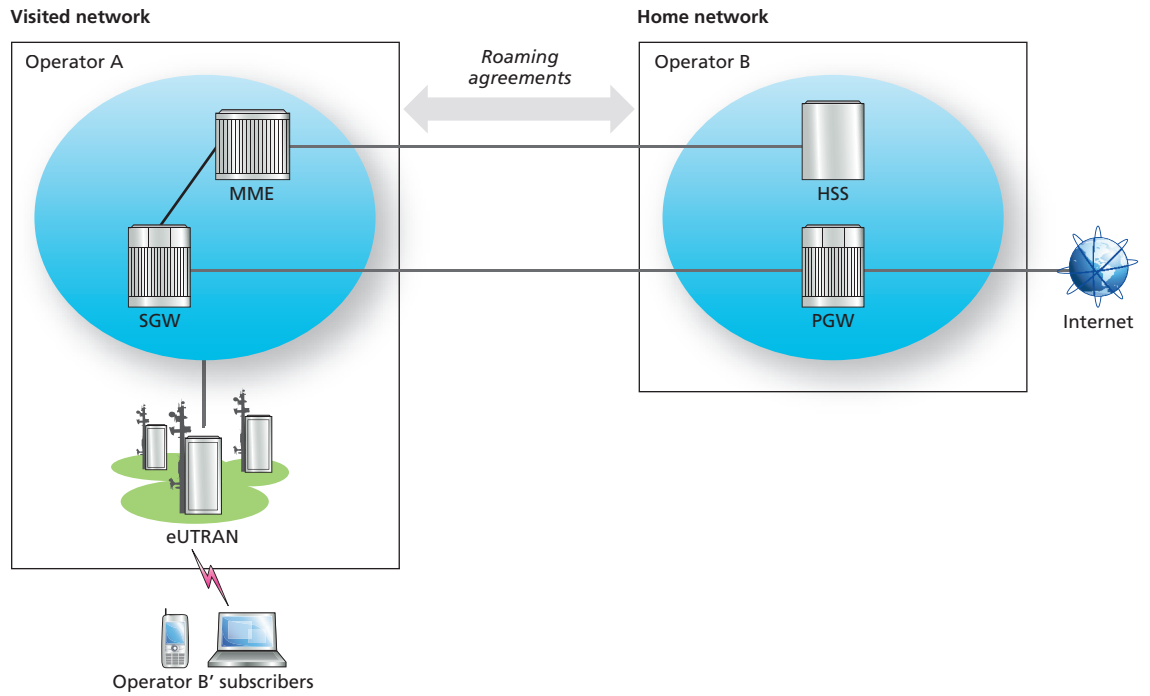 Visited network
Home network
Operator A
Roaming
agreements
Operator B
MME
HSS
SGW
PGW
Internet
eUTRAN
Operator B’ subscribers